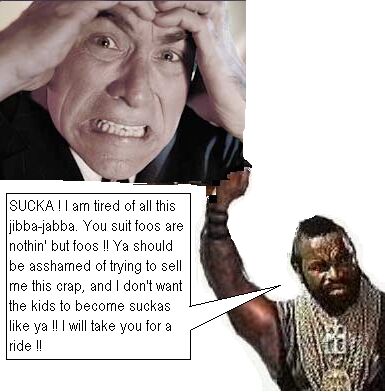 SUCKA ! I am tired of all this
jibba-jabba. You suit foos are
nothin' but foos !! Ya should
be asshamed of trying to sell
me this crap, and I don't want
the kids to become suckas
like ya !! I will take you for a
ride !!